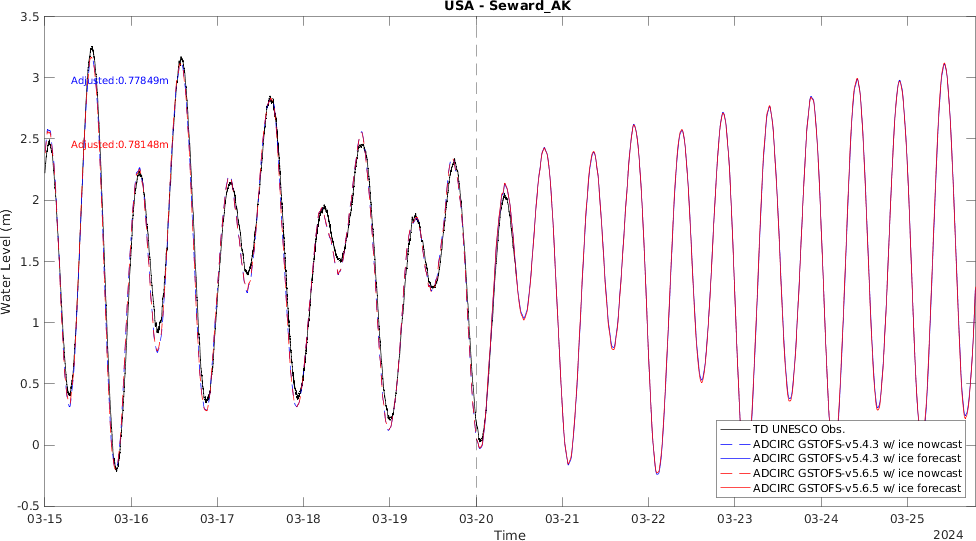 USA - Seward_AK
3.5
3
2.5
2
1.5
1
0.5
0
-0.5
Water Level (m)
Adjusted:0.77849m
Adjusted:0.78148m
TD UNESCO Obs.
ADCIRC GSTOFS-v5.4.3 w/ ice nowcast
ADCIRC GSTOFS-v5.4.3 w/ ice forecast
ADCIRC GSTOFS-v5.6.5 w/ ice nowcast
ADCIRC GSTOFS-v5.6.5 w/ ice forecast
03-15 03-16 03-17 03-18 03-19 03-20 03-21 03-22 03-23 03-24 03-25
Time
2024